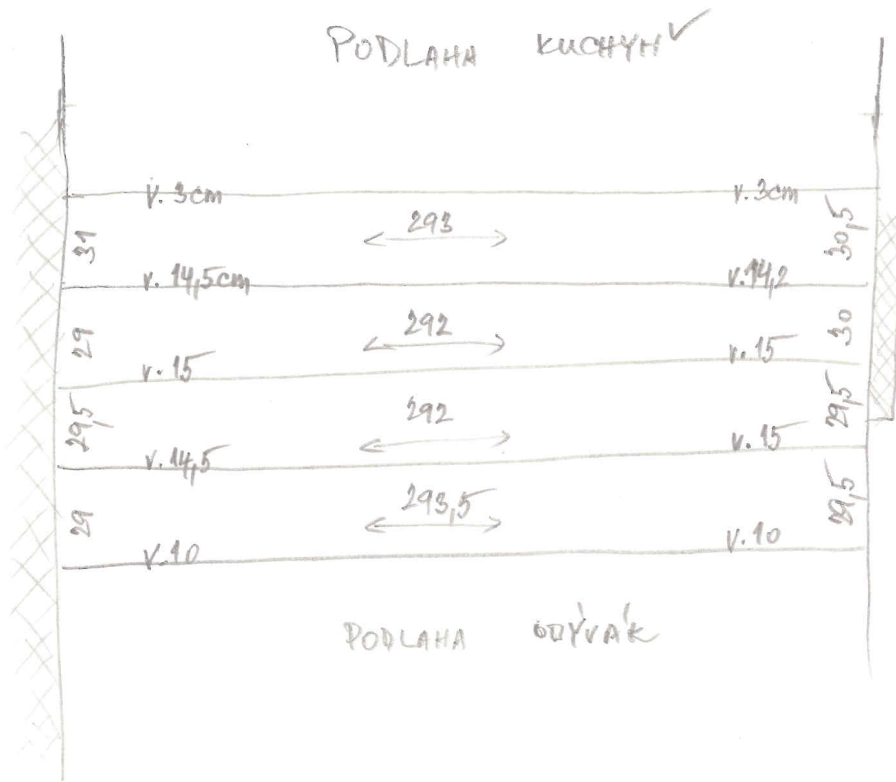 PODLAHA KUCHYNˇ
v. 3cm v. 3cm
31 293 30,5
v. 14,5cm v. 14,2
29 292 30
v. 15 v. 15
29,5 292 29,5
v. 14,5 v. 15
29 293,5 29,5
v. 10 v. 10
PODLAHA OBÝVÁK